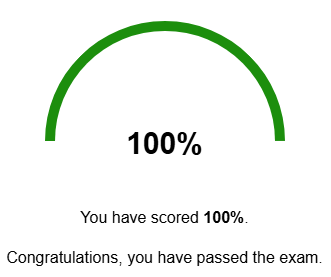 100%
You have scored 100%.
Congratulations, you have passed the exam.